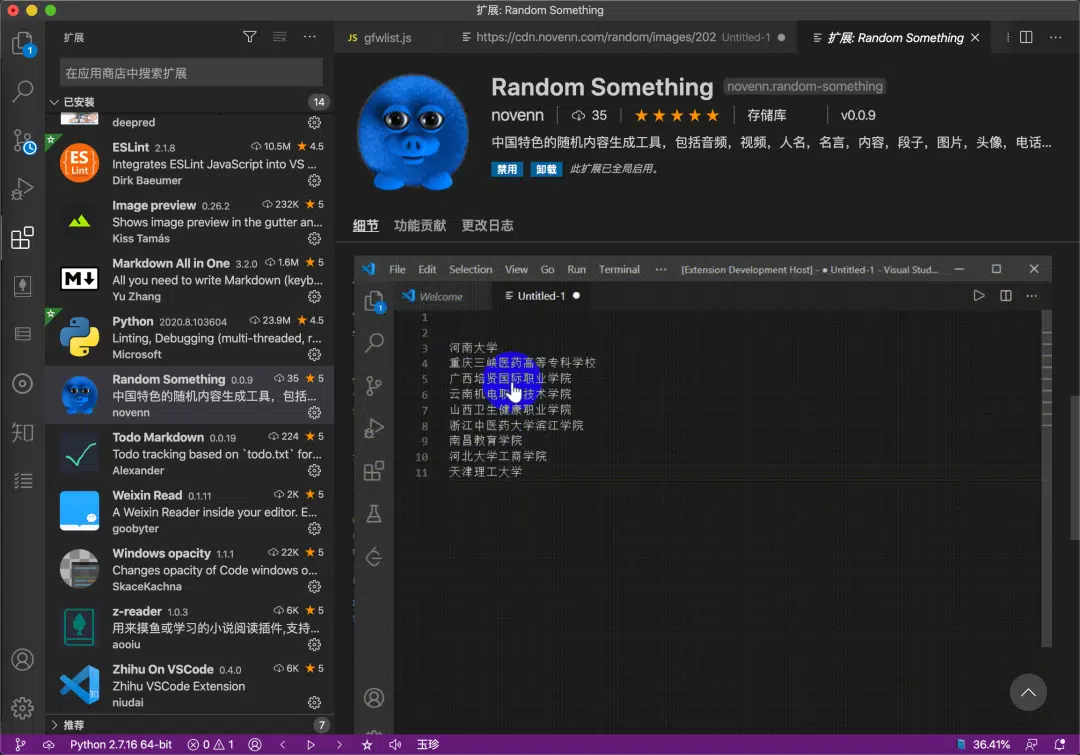 扩展: Random Something
扩展
在应用商店中搜索扩展
已安装
14
deepred
ESLint 2.1.8 10.5M 4.5
Integrates ESLint JavaScript into VS ...
Dirk Baeumer
Image preview 0.26.2 232K 5
Shows image preview in the gutter an...
Kiss Tamás
Markdown All in One 3.2.0 1.6M 5
All you need to write Markdown (keyb...
Yu Zhang
Python 2020.8.103604 23.9M 4.5
Linting, Debugging (multi-threaded, r...
Microsoft
Random Something 0.0.9 35 5
中国特色的随机内容生成工具，包括...
novenn
Todo Markdown 0.0.19 224 5
Todo tracking based on `todo.txt` for...
Alexander
Weixin Read 0.1.11 2K 5
A Weixin Reader inside your editor. E...
goobyter
Windows opacity 1.1.1 22K 5
Changes opacity of Code windows o...
SkaceKachna
z-reader 1.0.3 6K 5
用来摸鱼或学习的小说阅读插件,支持...
aooiu
Zhihu On VSCode 0.4.0 6K 5
Zhihu VSCode Extension
niudai
推荐
7
1
知
ES
Lint
M
JS gfwlist.js
https://cdn.novenn.com/random/images/202 Untitled-1
扩展: Random Something
Random Something novenn.random-something
novenn 35 存储库 v0.0.9
中国特色的随机内容生成工具，包括音频，视频，人名，名言，内容，段子，图片，头像，电话...
禁用 卸载 此扩展已全局启用。
细节 功能贡献 更改日志
File Edit Selection View Go Run Terminal ··· [Extension Development Host] - ● Untitled-1 - Visual Stud...
1
Welcome
Untitled-1
1
2
3 河南大学
4 重庆三峡医药高等专科学校
5 广西培贤国际职业学院
6 云南机电职业技术学院
7 山西卫生健康职业学院
8 浙江中医药大学滨江学院
9 南昌教育学院
10 河北大学工商学院
11 天津理工大学
Python 2.7.16 64-bit 0 1 玉珍 36.41%